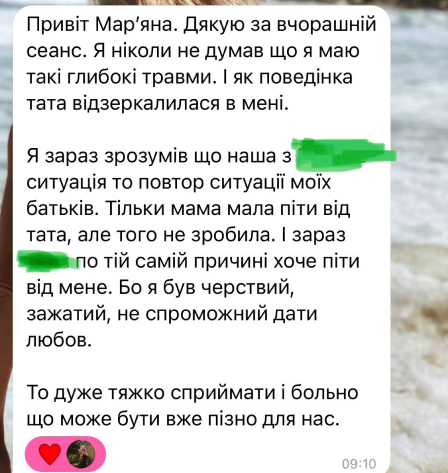 Привіт Мар’яна. Дякую за вчорашній
сеанс. Я ніколи не думав що я маю
такі глибокі травми. І як поведінка
тата відзеркалилася в мені.
Я зараз зрозумів що наша з
ситуація то повтор ситуації моїх
батьків. Тільки мама мала піти від
тата, але того не зробила. І зараз
по тій самій причині хоче піти
від мене. Бо я був черствий,
зажатий, не спроможний дати
любов.
То дуже тяжко сприймати і больно
що може бути вже пізно для нас.
09:10